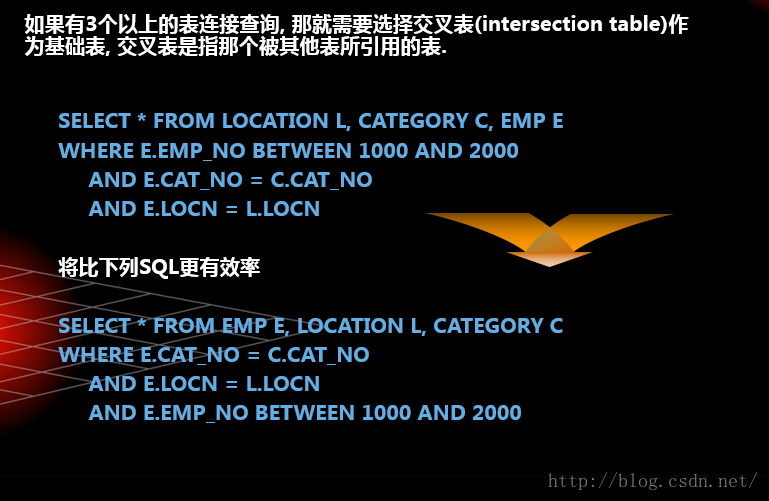 如果有3个以上的表连接查询, 那就需要选择交叉表(intersection table)作
为基础表, 交叉表是指那个被其他表所引用的表.
SELECT * FROM LOCATION L, CATEGORY C, EMP E
WHERE E.EMP_NO BETWEEN 1000 AND 2000
AND E.CAT_NO = C.CAT_NO
AND E.LOCN = L.LOCN
将比下列SQL更有效率
SELECT * FROM EMP E, LOCATION L, CATEGORY C
WHERE E.CAT_NO = C.CAT_NO
AND E.LOCN = L.LOCN
AND E.EMP_NO BETWEEN 1000 AND 2000
http://blog.csdn.net/